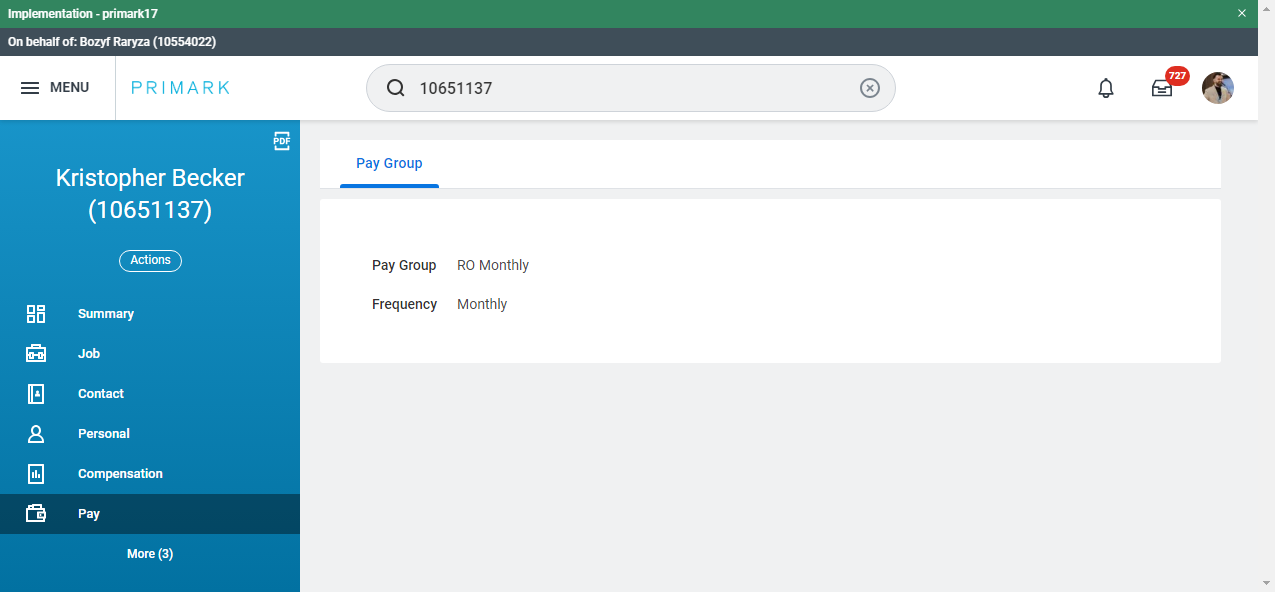 Implementation - primark17
On behalf of: Bozyf Raryza (10554022)
MENU
PRIMARK
10651137
727
PDF
Kristopher Becker
(10651137)
Actions
Summary
Job
Contact
Personal
Compensation
Pay
More (3)
Pay Group
Pay Group RO Monthly
Frequency Monthly